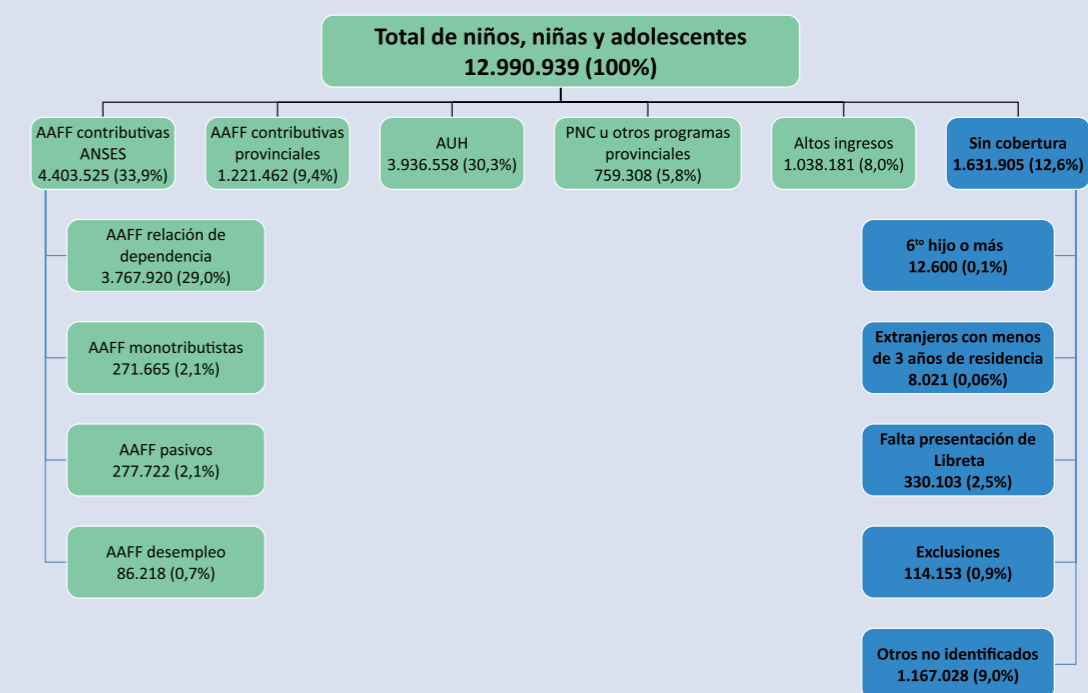 Total de niños, niñas y adolescentes
12.990.939 (100%)
AAFF contributivas
ANSES
4.403.525 (33,9%)
AAFF contributivas
provinciales
1.221.462 (9,4%)
AUH
3.936.558 (30,3%)
PNC u otros programas
provinciales
759.308 (5,8%)
Altos ingresos
1.038.181 (8,0%)
Sin cobertura
1.631.905 (12,6%)
AAFF relación de
dependencia
3.767.920 (29,0%)
AAFF monotributistas
271.665 (2,1%)
AAFF pasivos
277.722 (2,1%)
AAFF desempleo
86.218 (0,7%)
6to hijo o más
12.600 (0,1%)
Extranjeros con menos
de 3 años de residencia
8.021 (0,06%)
Falta presentación de
Libreta
330.103 (2,5%)
Exclusiones
114.153 (0,9%)
Otros no identificados
1.167.028 (9,0%)